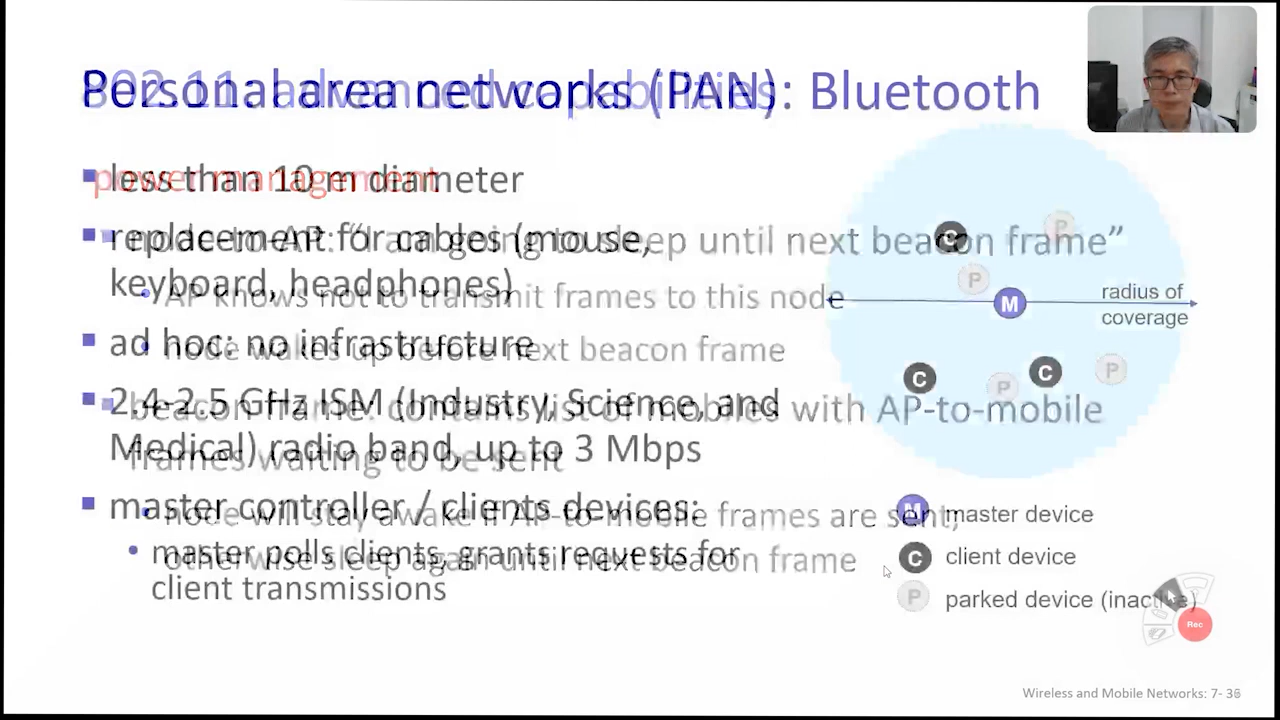 Personal area networks (PAN): Bluetooth
802.11: advanced capabilities
less than 10 m diameter
power management
replacement for cables (mouse,
keyboard, headphones)
node-to-AP: “I am going to sleep until next beacon frame”
AP knows not to transmit frames to this node
ad hoc: no infrastructure
node wakes up before next beacon frame
2.4-2.5 GHz ISM (Industry, Science, and
Medical) radio band, up to 3 Mbps
beacon frame: contains list of mobiles with AP-to-mobile
frames waiting to be sent
master controller / clients devices:
node will stay awake if AP-to-mobile frames are sent;
master polls clients, grants requests for
client transmissions
otherwise sleep again until next beacon frame
C
P
P
M
radius of
coverage
C
P
C
P
M master device
C client device
P parked device (inactive)
Rec
Wireless and Mobile Networks: 7-